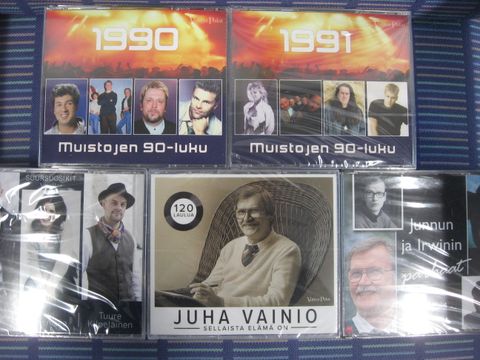 1990
Muistojen 90-luku
1991
Muistojen 90-luku
SUURSUOSIKIT
Tuure
120
LAULUA
JUHA VAINIO
SELLAISTA ELÄMÄ ON
Junnun
ja Irwinin
parhaat